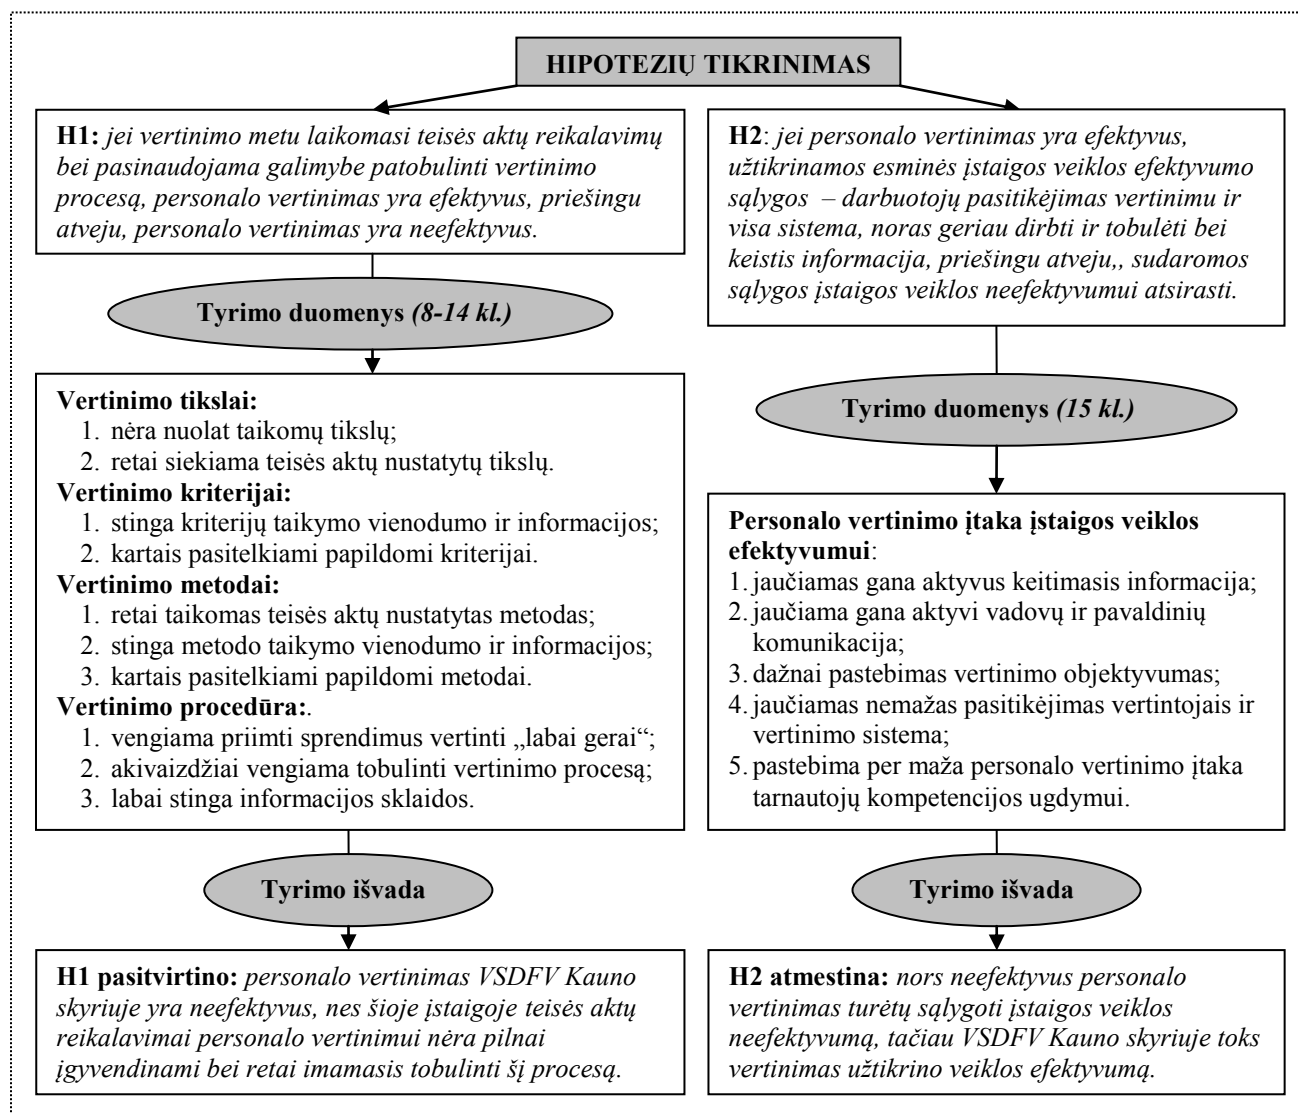 HIPOTEZIŲ TIKRINIMAS
H1: jei vertinimo metu laikomasi teisės aktų reikalavimų
bei pasinaudojama galimybe patobulinti vertinimo
procesą, personalo vertinimas yra efektyvus, priešingu
atveju, personalo vertinimas yra neefektyvus.
Tyrimo duomenys (8-14 kl.)
Vertinimo tikslai:
1. nėra nuolat taikomų tikslų;
2. retai siekiama teisės aktų nustatytų tikslų.
Vertinimo kriterijai:
1. stinga kriterijų taikymo vienodumo ir informacijos;
2. kartais pasitelkiami papildomi kriterijai.
Vertinimo metodai:
1. retai taikomas teisės aktų nustatytas metodas;
2. stinga metodo taikymo vienodumo ir informacijos;
3. kartais pasitelkiami papildomi metodai.
Vertinimo procedūra:.
1. vengiama priimti sprendimus vertinti „labai gerai“;
2. akivaizdžiai vengiama tobulinti vertinimo procesą;
3. labai stinga informacijos sklaidos.
Tyrimo išvada
H1 pasitvirtino: personalo vertinimas VSDFV Kauno
skyriuje yra neefektyvus, nes šioje įstaigoje teisės aktų
reikalavimai personalo vertinimui nėra pilnai
įgyvendinami bei retai imamasis tobulinti šį procesą.
H2: jei personalo vertinimas yra efektyvus,
užtikrinamos esminės įstaigos veiklos efektyvumo
sąlygos – darbuotojų pasitikėjimas vertinimu ir
visa sistema, noras geriau dirbti ir tobulėti bei
keistis informacija, priešingu atveju,, sudaromos
sąlygos įstaigos veiklos neefektyvumui atsirasti.
Tyrimo duomenys (15 kl.)
Personalo vertinimo įtaka įstaigos veiklos
efektyvumui:
1. jaučiamas gana aktyvus keitimasis informacija;
2. jaučiama gana aktyvi vadovų ir pavaldinių
komunikacija;
3. dažnai pastebimas vertinimo objektyvumas;
4. jaučiamas nemažas pasitikėjimas vertintojais ir
vertinimo sistema;
5. pastebima per maža personalo vertinimo įtaka
tarnautojų kompetencijos ugdymui.
Tyrimo išvada
H2 atmestina: nors neefektyvus personalo
vertinimas turėtų sąlygoti įstaigos veiklos
neefektyvumą, tačiau VSDFV Kauno skyriuje toks
vertinimas užtikrino veiklos efektyvumą.